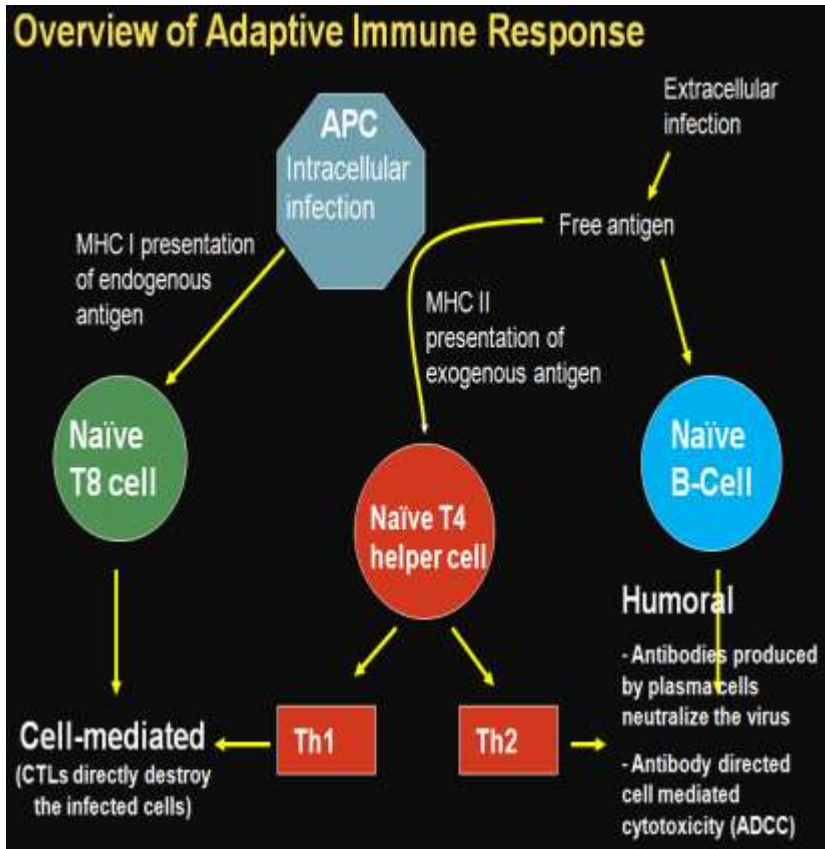 Overview of Adaptive Immune Response
APC
Intracellular
infection
Extracellular
infection
Free antigen
MHC I presentation
of endogenous
antigen
MHC II
presentation of
exogenous antigen
Naïve
T8 cell
Naïve T4
helper cell
Naïve
B-Cell
Cell-mediated
(CTLs directly destroy
the infected cells)
Th1
Th2
Humoral
- Antibodies produced
by plasma cells
neutralize the virus
- Antibody directed
cell mediated
cytotoxicity (ADCC)